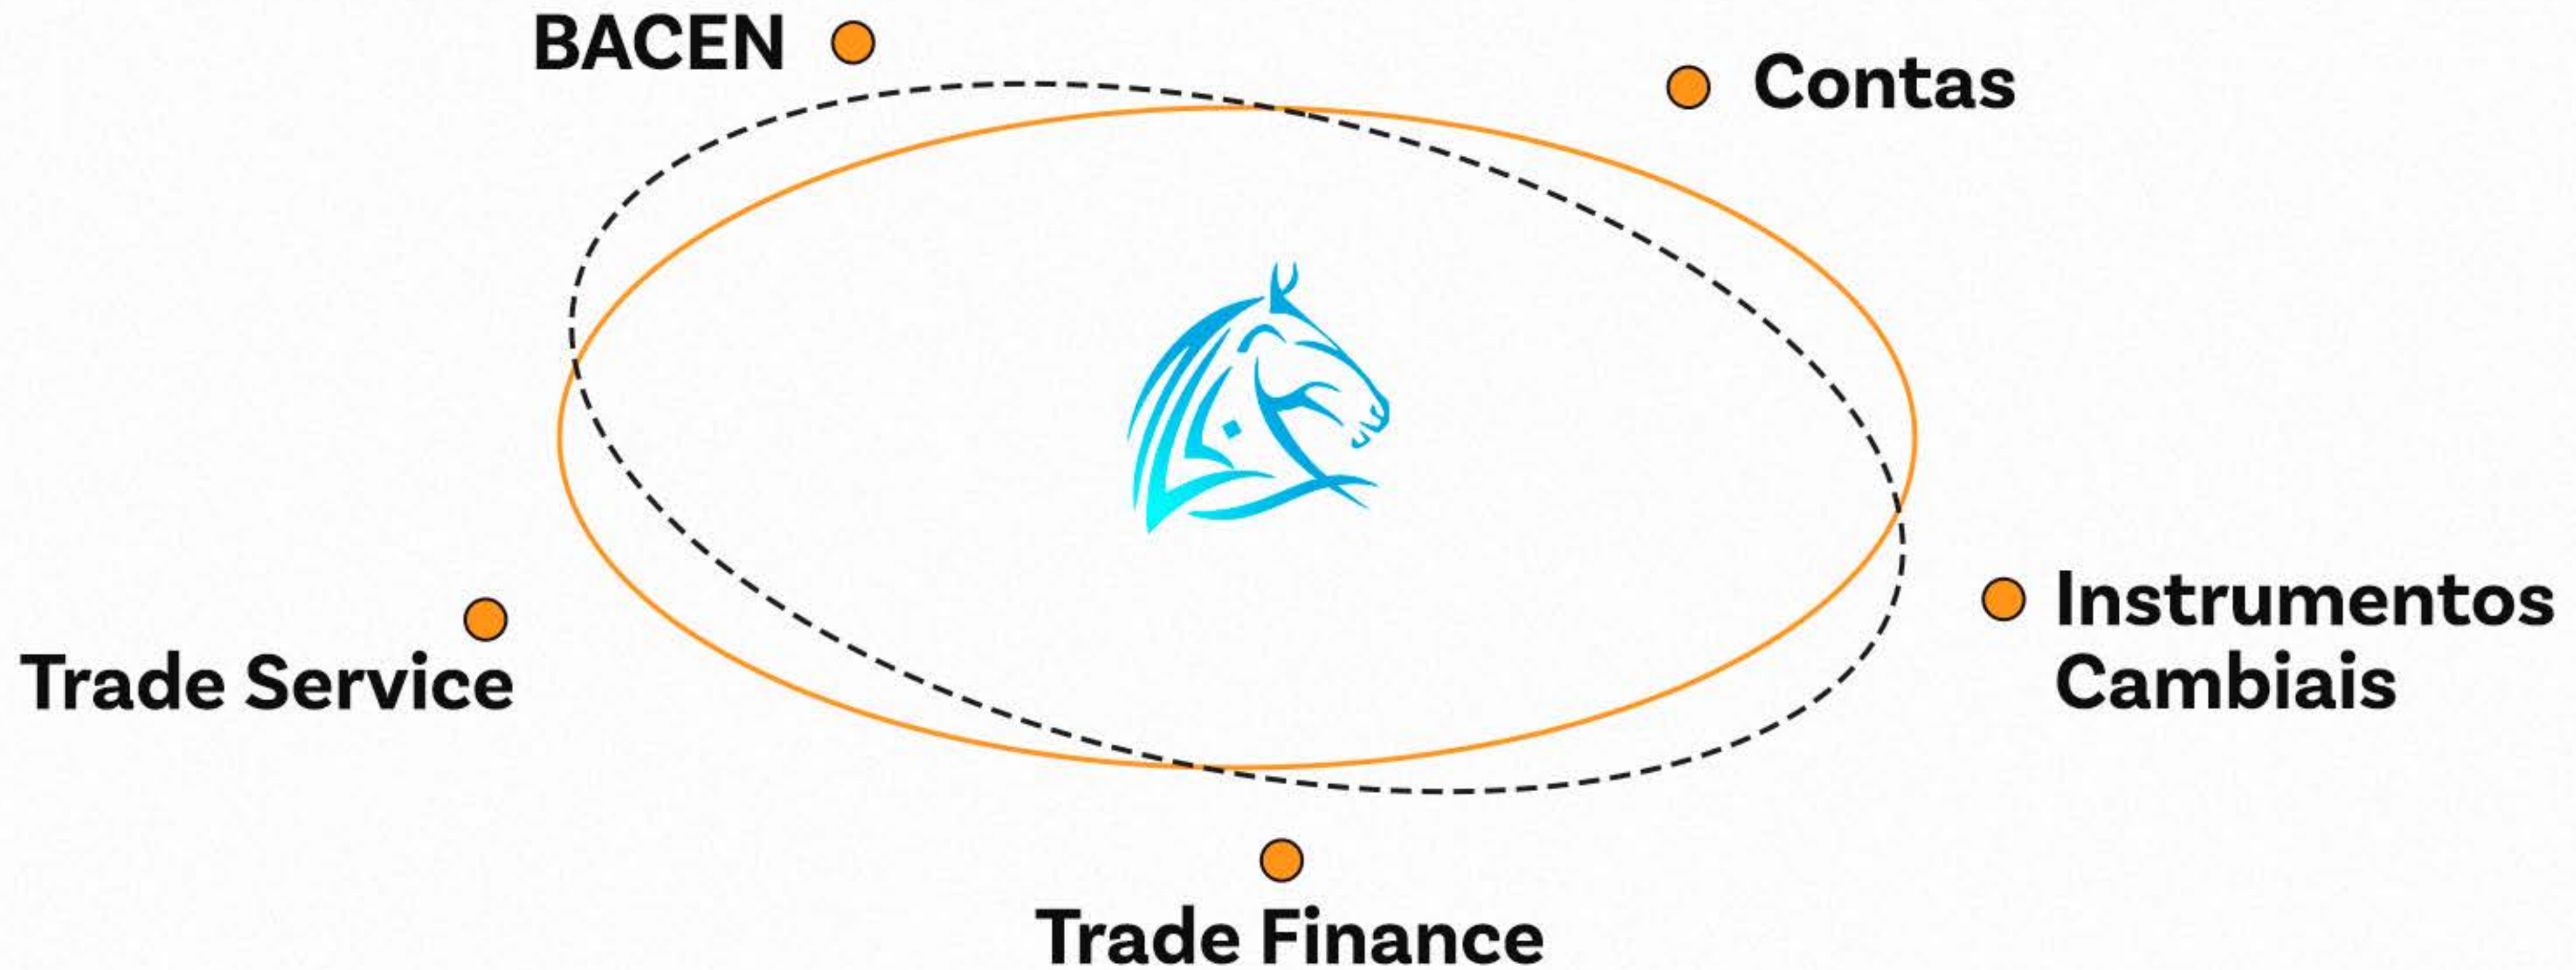 BACEN
Contas
Instrumentos
Cambiais
Trade Service
Trade Finance